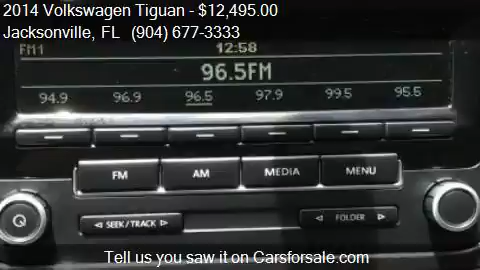 2014 Volkswagen Tiguan - $12,495.00
Jacksonville, FL (904) 677-3333
FM1 12:58
96.5FM
94.9 96.9 96.5 97.9 99.5 95.5
FM AM MEDIA MENU
Q ◁ SEEK / TRACK ▷ ◁ FOLDER ▷
Tell us you saw it on Carsforsale.com